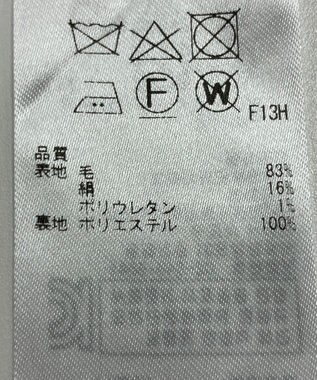 F
W
F13H
品質
表地 毛 83%
絹 16%
ポリウレタン 1%
裏地 ポリエステル 100%